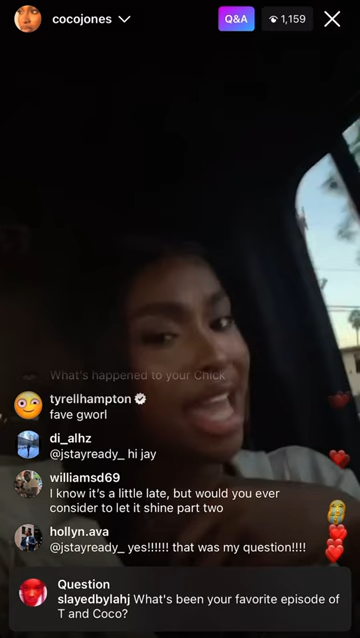 cocojones
Q&A
1,159
What's happened to your Chick
tyrellhampton
fave gworl
di_alhz
@jstayready_ hi jay
williamsd69
I know it's a little late, but would you ever
consider to let it shine part two
hollyn.ava
@jstayready_ yes!!!!!! that was my question!!!!
Question
slayedbylahj What's been your favorite episode of
T and Coco?